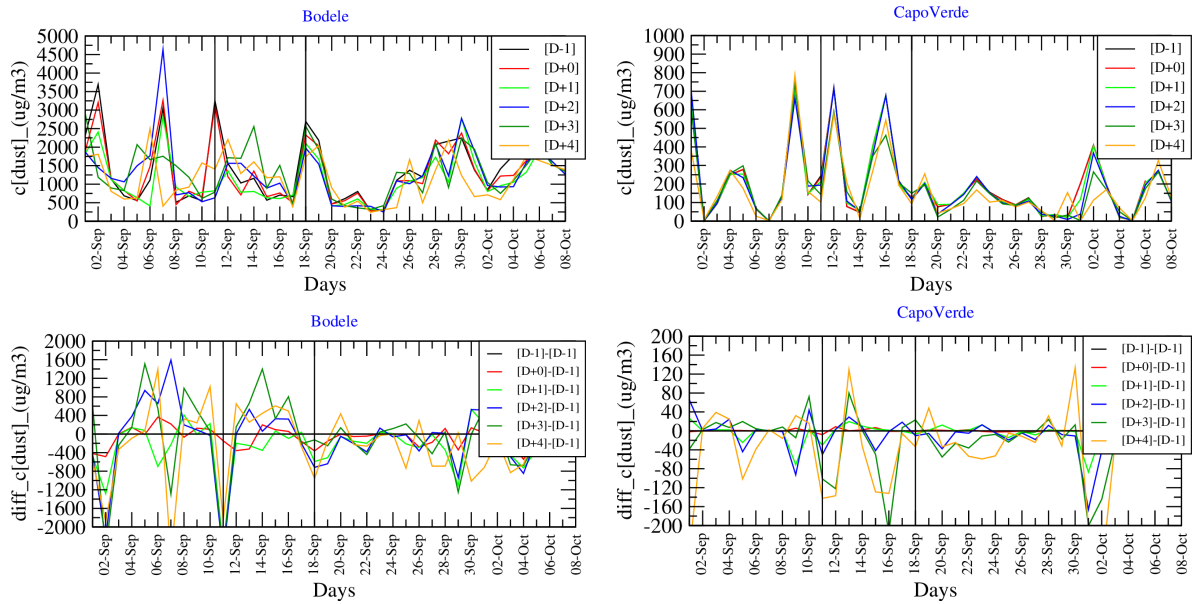 Bodele
c[dust]_(ug/m3)
5000
4500
4000
3500
3000
2500
2000
1500
1000
500
0
[D-1]
[D+0]
[D+1]
[D+2]
[D+3]
[D+4]
02-Sep
04-Sep
06-Sep
08-Sep
10-Sep
12-Sep
14-Sep
16-Sep
18-Sep
20-Sep
22-Sep
24-Sep
26-Sep
28-Sep
30-Sep
02-Oct
04-Oct
06-Oct
08-Oct
Days
CapoVerde
c[dust]_(ug/m3)
1000
900
800
700
600
500
400
300
200
100
0
[D-1]
[D+0]
[D+1]
[D+2]
[D+3]
[D+4]
02-Sep
04-Sep
06-Sep
08-Sep
10-Sep
12-Sep
14-Sep
16-Sep
18-Sep
20-Sep
22-Sep
24-Sep
26-Sep
28-Sep
30-Sep
02-Oct
04-Oct
06-Oct
08-Oct
Days
Bodele
diff_c[dust]_(ug/m3)
2000
1600
1200
800
400
0
-400
-800
-1200
-1600
-2000
[D-1]-[D-1]
[D+0]-[D-1]
[D+1]-[D-1]
[D+2]-[D-1]
[D+3]-[D-1]
[D+4]-[D-1]
02-Sep
04-Sep
06-Sep
08-Sep
10-Sep
12-Sep
14-Sep
16-Sep
18-Sep
20-Sep
22-Sep
24-Sep
26-Sep
28-Sep
30-Sep
02-Oct
04-Oct
06-Oct
08-Oct
Days
CapoVerde
diff_c[dust]_(ug/m3)
200
160
120
80
40
0
-40
-80
-120
-160
-200
[D-1]-[D-1]
[D+0]-[D-1]
[D+1]-[D-1]
[D+2]-[D-1]
[D+3]-[D-1]
[D+4]-[D-1]
02-Sep
04-Sep
06-Sep
08-Sep
10-Sep
12-Sep
14-Sep
16-Sep
18-Sep
20-Sep
22-Sep
24-Sep
26-Sep
28-Sep
30-Sep
02-Oct
04-Oct
06-Oct
08-Oct
Days